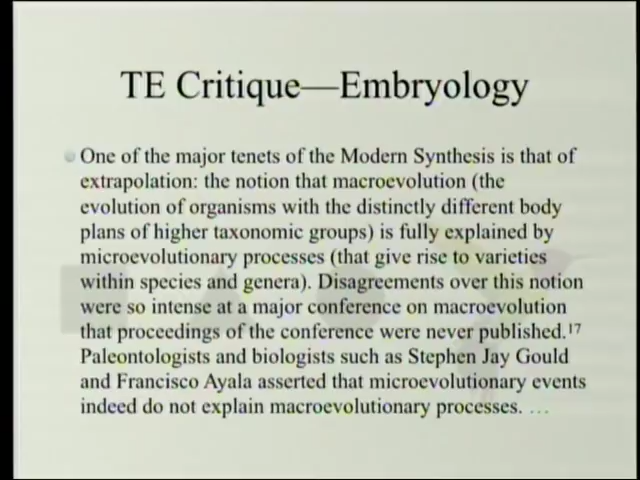 TE Critique—Embryology
One of the major tenets of the Modern Synthesis is that of
extrapolation: the notion that macroevolution (the
evolution of organisms with the distinctly different body
plans of higher taxonomic groups) is fully explained by
microevolutionary processes (that give rise to varieties
within species and genera). Disagreements over this notion
were so intense at a major conference on macroevolution
that proceedings of the conference were never published.¹⁷
Paleontologists and biologists such as Stephen Jay Gould
and Francisco Ayala asserted that microevolutionary events
indeed do not explain macroevolutionary processes. …